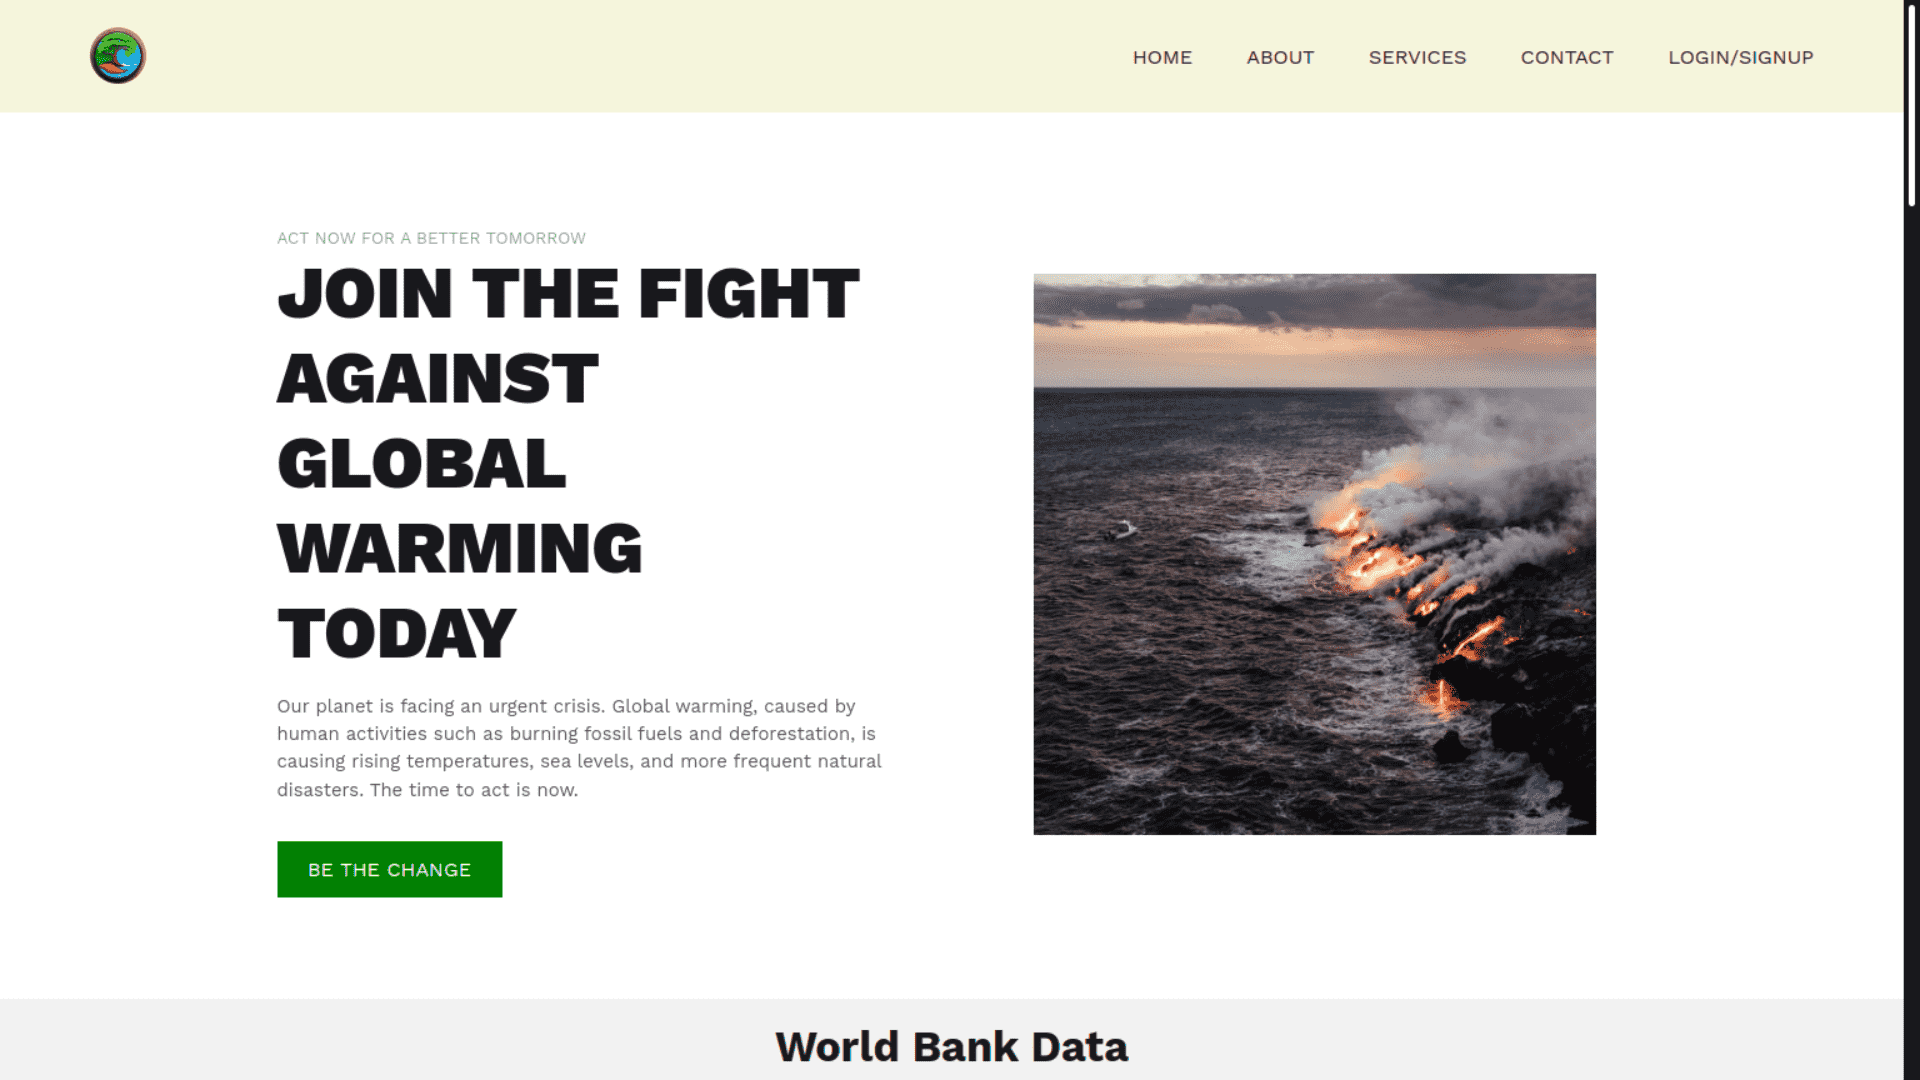 HOME
ABOUT
SERVICES
CONTACT
LOGIN/SIGNUP
ACT NOW FOR A BETTER TOMORROW
JOIN THE FIGHT
AGAINST
GLOBAL
WARMING
TODAY
Our planet is facing an urgent crisis. Global warming, caused by
human activities such as burning fossil fuels and deforestation, is
causing rising temperatures, sea levels, and more frequent natural
disasters. The time to act is now.
BE THE CHANGE
World Bank Data